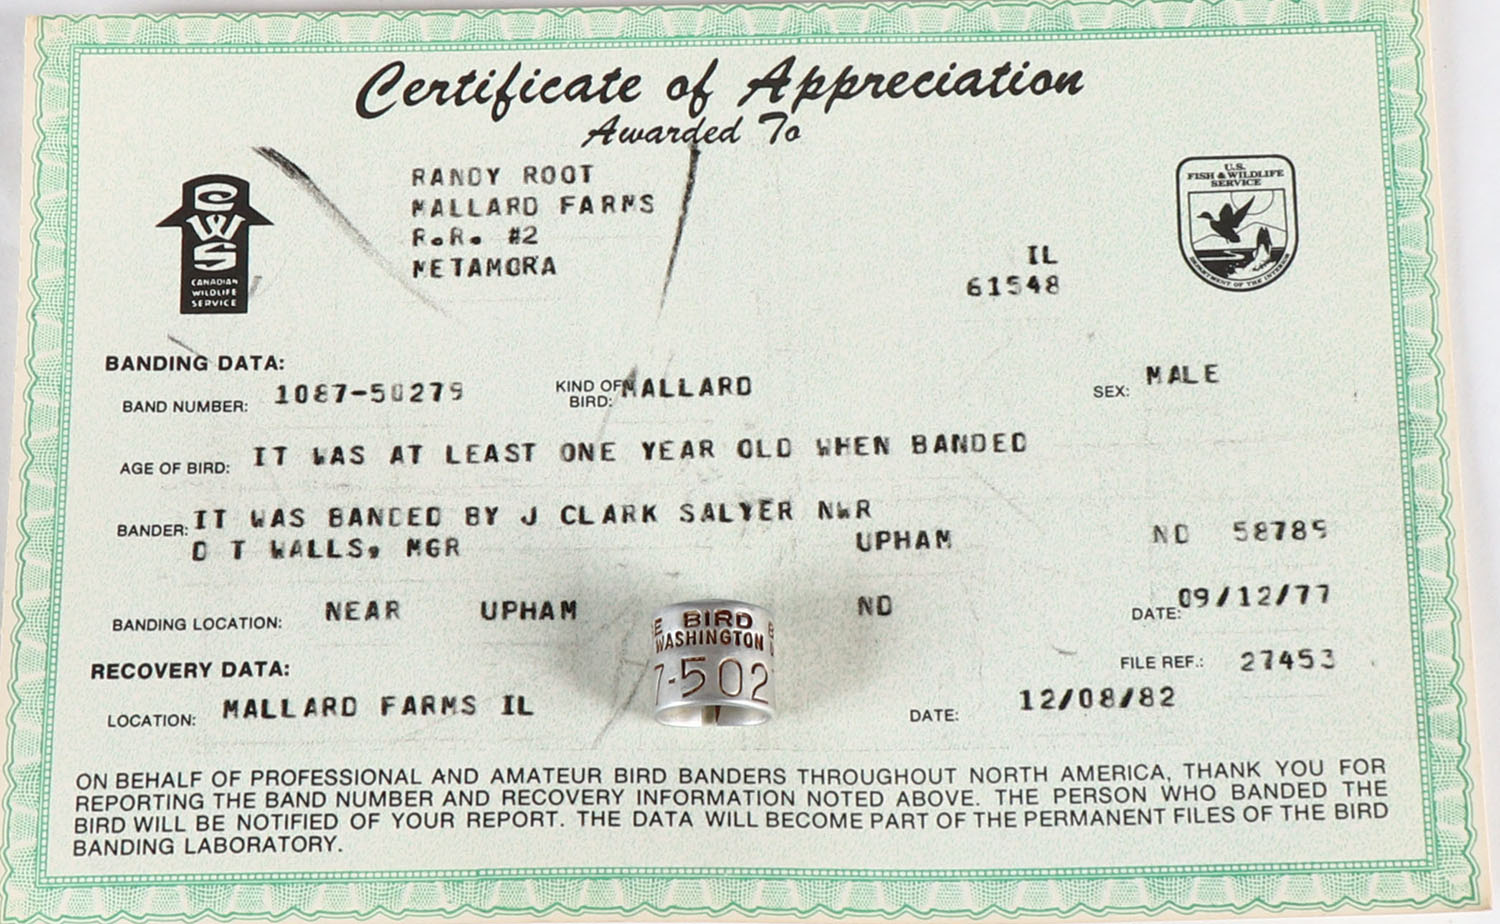 Certificate of Appreciation
Awarded To
CWS
CANADIAN
WILDLIFE
SERVICE
RANDY ROOT
MALLARD FARMS
R.R. #2
METAMORA
IL
61548
U.S.
FISH & WILDLIFE
SERVICE
DEPARTMENT OF THE INTERIOR
BANDING DATA:
BAND NUMBER: 1087-50279 KIND OF BIRD: MALLARD SEX: MALE
AGE OF BIRD: IT WAS AT LEAST ONE YEAR OLD WHEN BANDED
BANDER: IT WAS BANDED BY J CLARK SALYER NWR
D T WALLS, MGR UPHAM ND 58789
BANDING LOCATION: NEAR UPHAM ND DATE: 09/12/77
RECOVERY DATA: FILE REF.: 27453
LOCATION: MALLARD FARMS IL DATE: 12/08/82
E BIRD
WASHINGTON
7-502
ON BEHALF OF PROFESSIONAL AND AMATEUR BIRD BANDERS THROUGHOUT NORTH AMERICA, THANK YOU FOR
REPORTING THE BAND NUMBER AND RECOVERY INFORMATION NOTED ABOVE. THE PERSON WHO BANDED THE
BIRD WILL BE NOTIFIED OF YOUR REPORT. THE DATA WILL BECOME PART OF THE PERMANENT FILES OF THE BIRD
BANDING LABORATORY.